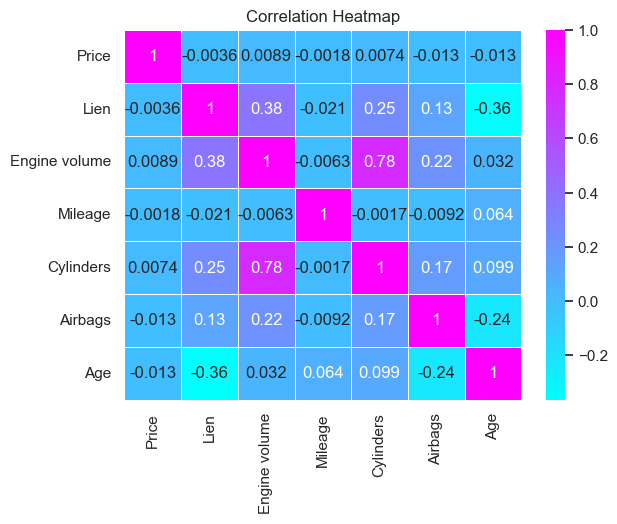 Correlation Heatmap
Price 1 -0.0036 0.0089 -0.0018 0.0074 -0.013 -0.013
Lien -0.0036 1 0.38 -0.021 0.25 0.13 -0.36
Engine volume 0.0089 0.38 1 -0.0063 0.78 0.22 0.032
Mileage -0.0018 -0.021 -0.0063 1 -0.0017 -0.0092 0.064
Cylinders 0.0074 0.25 0.78 -0.0017 1 0.17 0.099
Airbags -0.013 0.13 0.22 -0.0092 0.17 1 -0.24
Age -0.013 -0.36 0.032 0.064 0.099 -0.24 1
Price
Lien
Engine volume
Mileage
Cylinders
Airbags
Age
1.0
0.8
0.6
0.4
0.2
0.0
−0.2